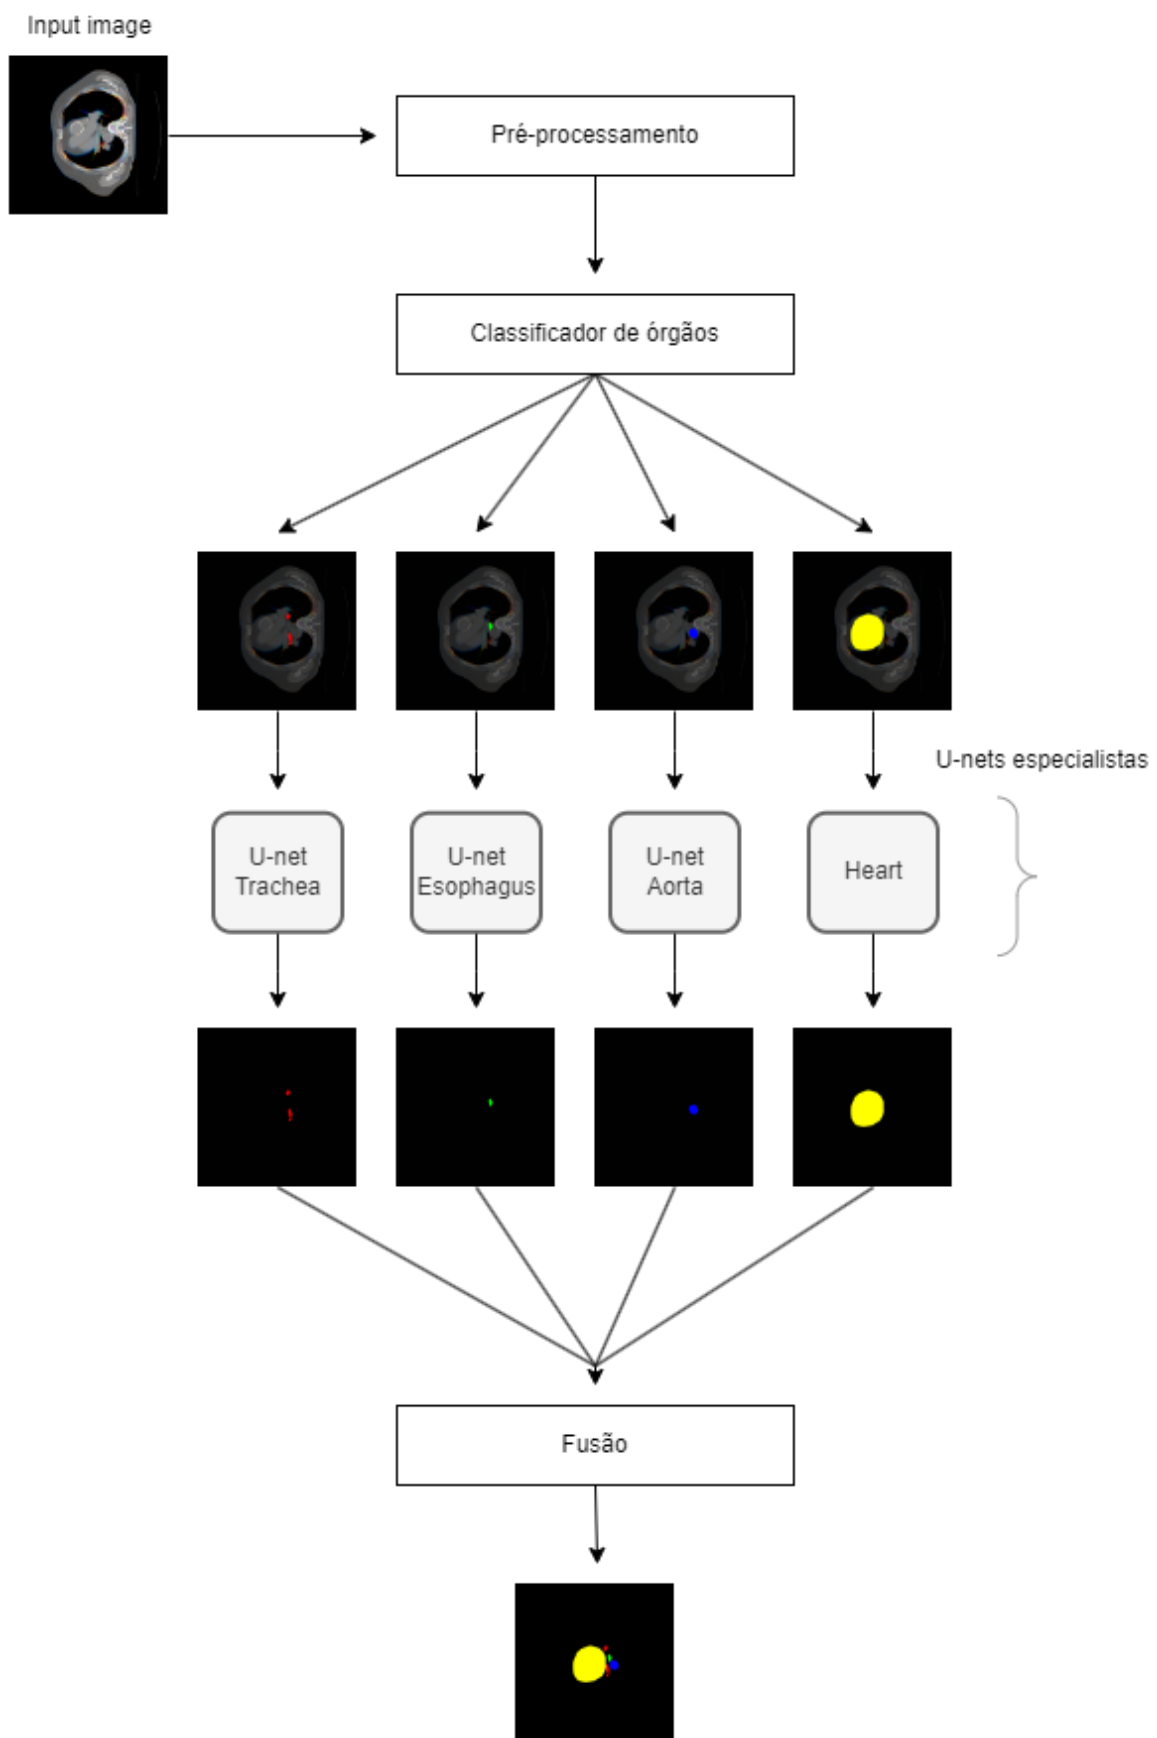 Input image
Pré-processamento
Classificador de órgãos
U-nets especialistas
U-net
Trachea
U-net
Esophagus
U-net
Aorta
Heart
Fusão